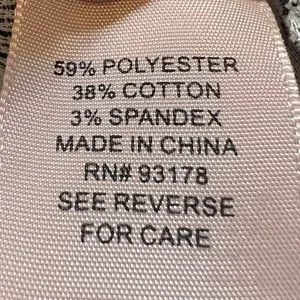 59% POLYESTER
38% COTTON
3% SPANDEX
MADE IN CHINA
RN# 93178
SEE REVERSE
FOR CARE